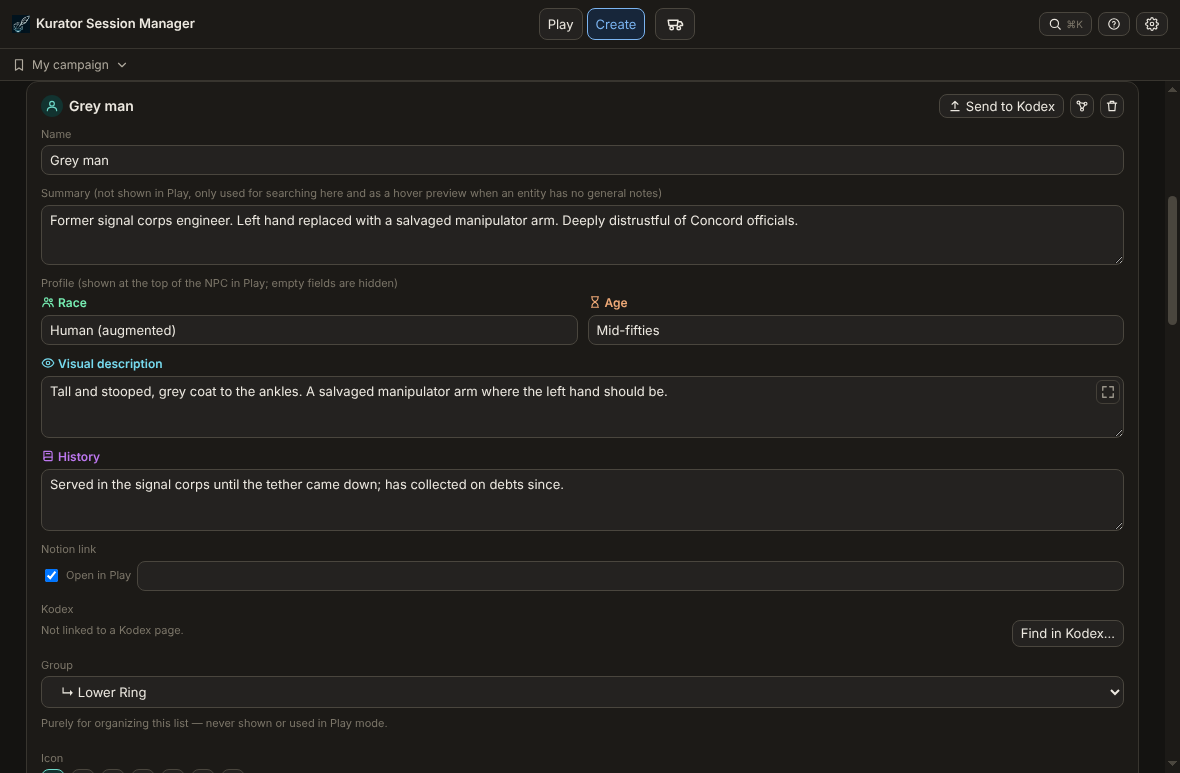 Kurator Session Manager
Play
Create
⌘K
My campaign
Grey man
Send to Kodex
Name
Grey man
Summary (not shown in Play, only used for searching here and as a hover preview when an entity has no general notes)
Former signal corps engineer. Left hand replaced with a salvaged manipulator arm. Deeply distrustful of Concord officials.
Profile (shown at the top of the NPC in Play; empty fields are hidden)
Race
Age
Human (augmented)
Mid-fifties
Visual description
Tall and stooped, grey coat to the ankles. A salvaged manipulator arm where the left hand should be.
History
Served in the signal corps until the tether came down; has collected on debts since.
Notion link
Open in Play
Kodex
Not linked to a Kodex page.
Find in Kodex...
Group
↳ Lower Ring
Purely for organizing this list — never shown or used in Play mode.
Icon